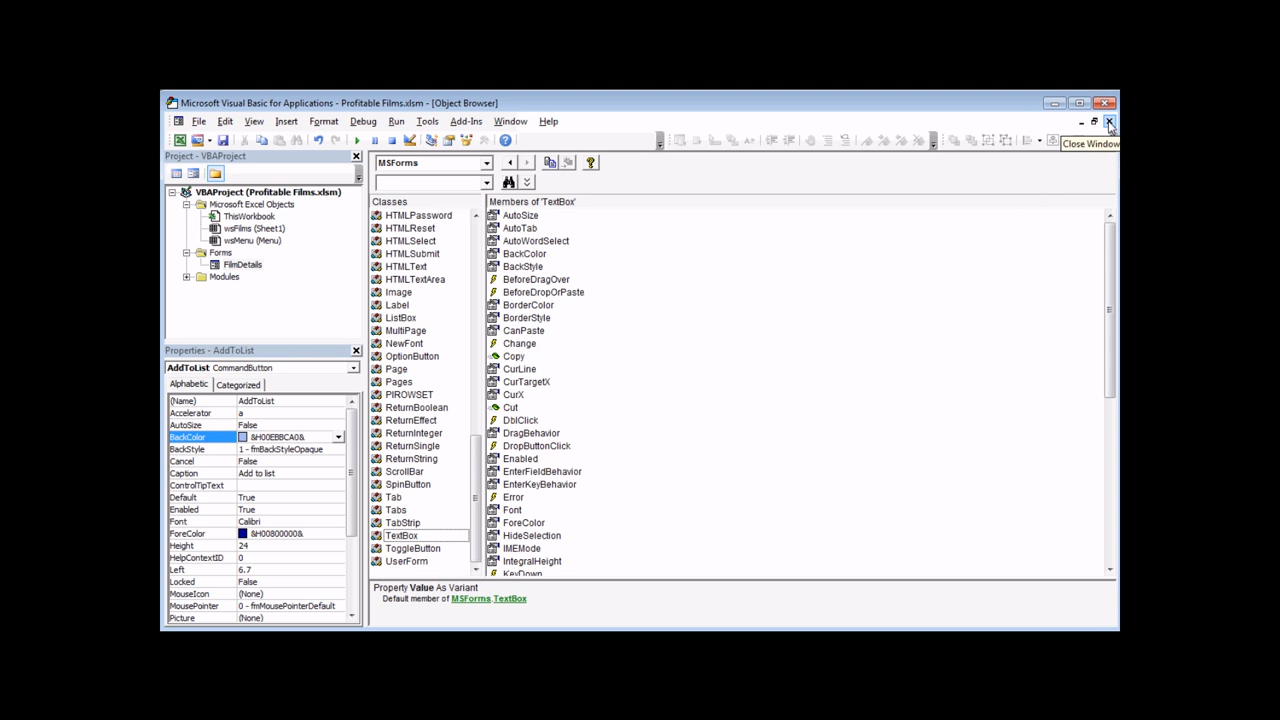 Microsoft Visual Basic for Applications - Profitable Films.xlsm - [Object Browser]
File Edit View Insert Format Debug Run Tools Add-Ins Window Help
Close Window
Project - VBAProject
VBAProject (Profitable Films.xlsm)
Microsoft Excel Objects
ThisWorkbook
wsFilms (Sheet1)
wsMenu (Menu)
Forms
FilmDetails
Modules
Properties - AddToList
AddToList CommandButton
Alphabetic Categorized
(Name) AddToList
Accelerator a
AutoSize False
BackColor &H00EBBCA0&
BackStyle 1 - fmBackStyleOpaque
Cancel False
Caption Add to list
ControlTipText
Default True
Enabled True
Font Calibri
ForeColor &H00800000&
Height 24
HelpContextID 0
Left 6.7
Locked False
MouseIcon (None)
MousePointer 0 - fmMousePointerDefault
Picture (None)
MSForms
Classes
HTMLPassword
HTMLReset
HTMLSelect
HTMLSubmit
HTMLText
HTMLTextArea
Image
Label
ListBox
MultiPage
NewFont
OptionButton
Page
Pages
PIROWSET
ReturnBoolean
ReturnEffect
ReturnInteger
ReturnSingle
ReturnString
ScrollBar
SpinButton
Tab
Tabs
TabStrip
TextBox
ToggleButton
UserForm
Members of 'TextBox'
AutoSize
AutoTab
AutoWordSelect
BackColor
BackStyle
BeforeDragOver
BeforeDropOrPaste
BorderColor
BorderStyle
CanPaste
Change
Copy
CurLine
CurTargetX
CurX
Cut
DblClick
DragBehavior
DropButtonClick
Enabled
EnterFieldBehavior
EnterKeyBehavior
Error
Font
ForeColor
HideSelection
IMEMode
IntegralHeight
KeyDown
Property Value As Variant
Default member of MSForms.TextBox